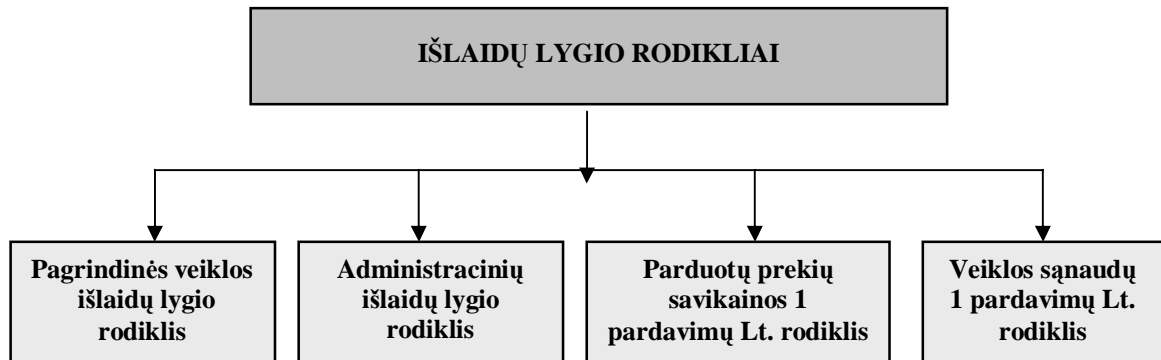 IŠLAIDŲ LYGIO RODIKLIAI
Pagrindinės veiklos
išlaidų lygio
rodiklis
Administracinių
išlaidų lygio
rodiklis
Parduotų prekių
savikainos 1
pardavimų Lt. rodiklis
Veiklos sąnaudų
1 pardavimų Lt.
rodiklis